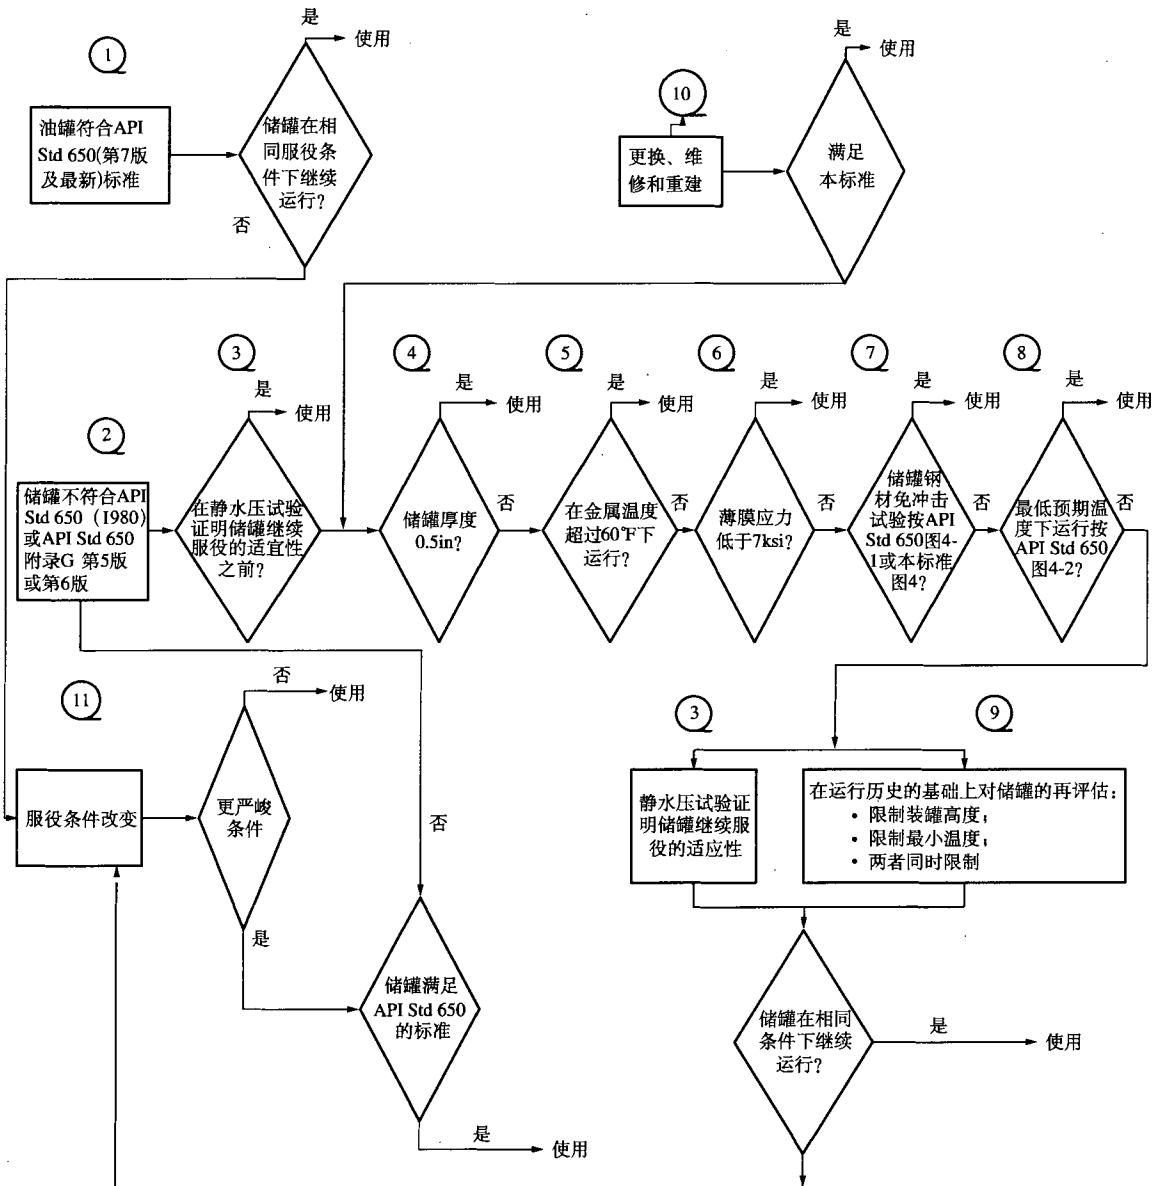 是
使用
1
油罐符合API
Std 650(第7版
及最新)标准
储罐在相
同服役条
件下继续
运行?
否
是
使用
10
更换、维
修和重建
满足
本标准
3
是
使用
4
是
使用
5
是
使用
6
是
使用
7
是
使用
8
是
使用
2
储罐不符合API
Std 650（1980）
或API Std 650
附录G 第5版
或第6版
在静水压试验
证明储罐继续
服役的适宜性
之前?
储罐厚度
0.5in?
否
在金属温度
超过60℉下
运行?
否
薄膜应力
低于7ksi?
否
储罐钢
材免冲击
试验按API
Std 650图4-
1或本标准
图4?
否
最低预期温
度下运行按
API Std 650
图4-2?
否
11
否
使用
服役条件改变
更严峻
条件
是
否
储罐满足
API Std 650
的标准
是
使用
3
静水压试验证
明储罐继续服
役的适应性
9
在运行历史的基础上对储罐的再评估：
• 限制装罐高度；
• 限制最小温度；
• 两者同时限制
储罐在相同
条件下继续
运行?
是
使用